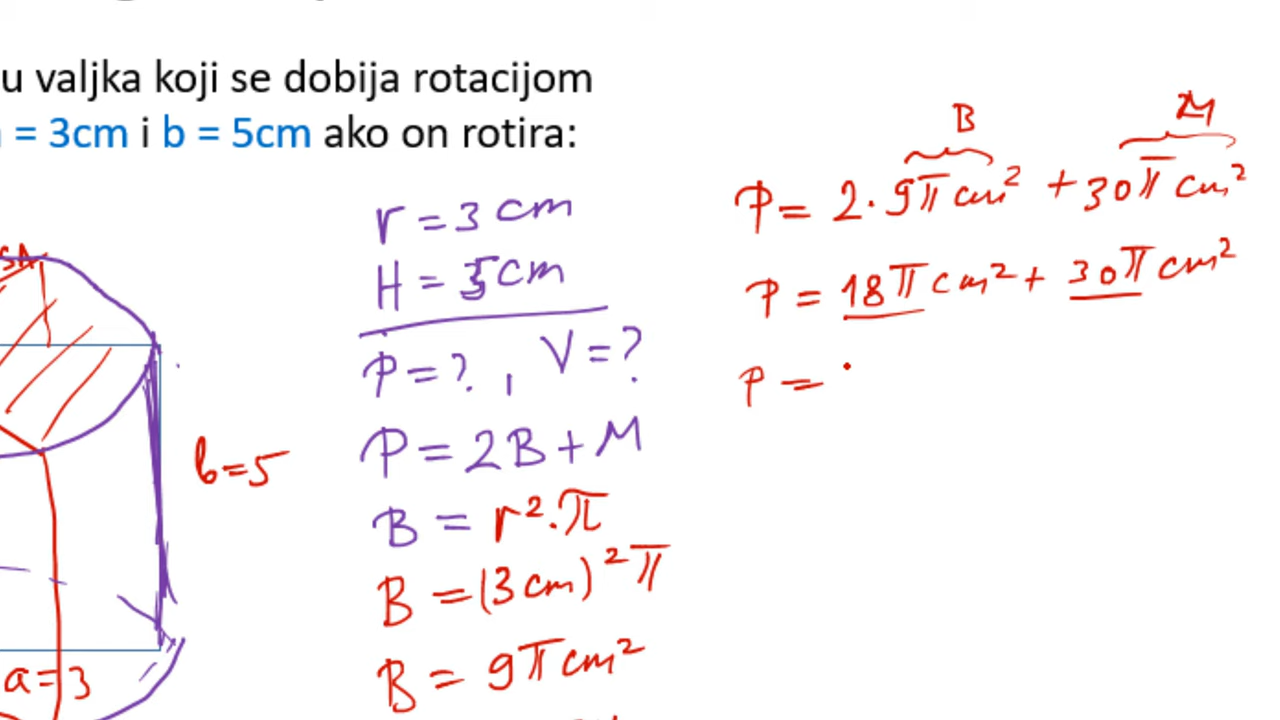 u valjka koji se dobija rotacijom
= 3cm i b = 5cm ako on rotira:
r = 3 cm
H = 5cm
P = ? , V = ?
P = 2B + M
B = r² · π
B = (3 cm)² π
B = 9π cm²
B M
P = 2 · 9π cm² + 30π cm²
P = 18π cm² + 30π cm²
P =
b = 5
a = 3